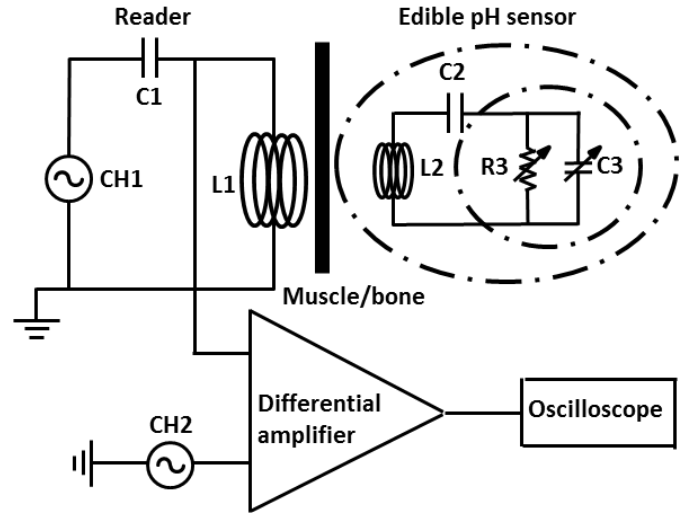 Reader
Edible pH sensor
C1
C2
CH1
L1
L2
R3
C3
Muscle/bone
Differential
amplifier
Oscilloscope
CH2